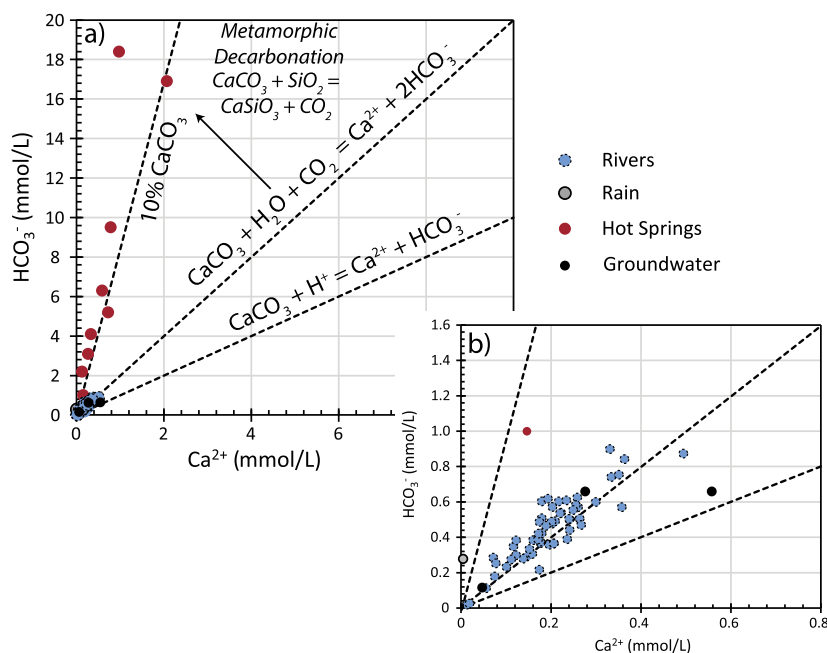 a)
Metamorphic
Decarbonation
CaCO₃ + SiO₂ =
CaSiO₃ + CO₂
10% CaCO₃
CaCO₃ + H₂O + CO₂ = Ca²⁺ + 2HCO₃⁻
CaCO₃ + H⁺ = Ca²⁺ + HCO₃⁻
HCO₃⁻ (mmol/L)
20
18
16
14
12
10
8
6
4
2
0
0 2 4 6
Ca²⁺ (mmol/L)
Rivers
Rain
Hot Springs
Groundwater
b)
HCO₃⁻ (mmol/L)
1.6
1.4
1.2
1.0
0.8
0.6
0.4
0.2
0
0 0.2 0.4 0.6 0.8
Ca²⁺ (mmol/L)